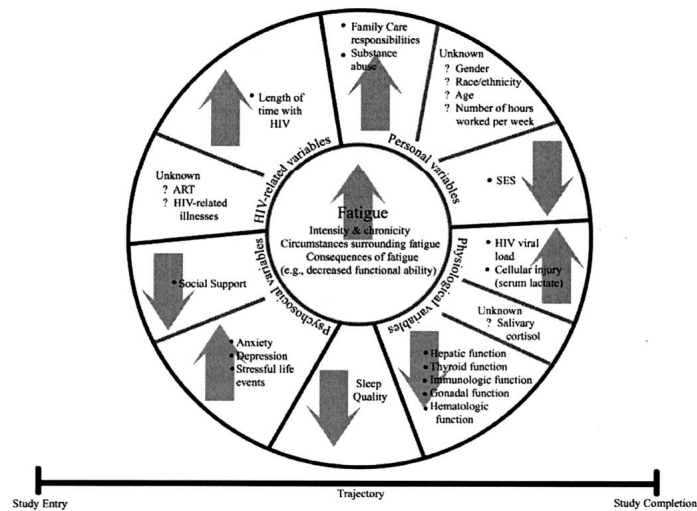 • Family Care
responsibilities
• Substance
abuse
Unknown
? Gender
? Race/ethnicity
? Age
? Number of hours
worked per week
• Length of
time with
HIV
HIV-related variables
Personal variables
• SES
Unknown
? ART
? HIV-related
illnesses
Fatigue
Intensity & chronicity
Circumstances surrounding fatigue
Consequences of fatigue
(e.g., decreased functional ability)
• HIV viral
load
• Cellular injury
(serum lactate)
Psychosocial variables
Physiological variables
• Social Support
Unknown
? Salivary
cortisol
• Anxiety
• Depression
• Stressful life
events
Sleep
Quality
• Hepatic function
• Thyroid function
• Immunologic function
• Gonadal function
• Hematologic
function
Trajectory
Study Entry
Study Completion